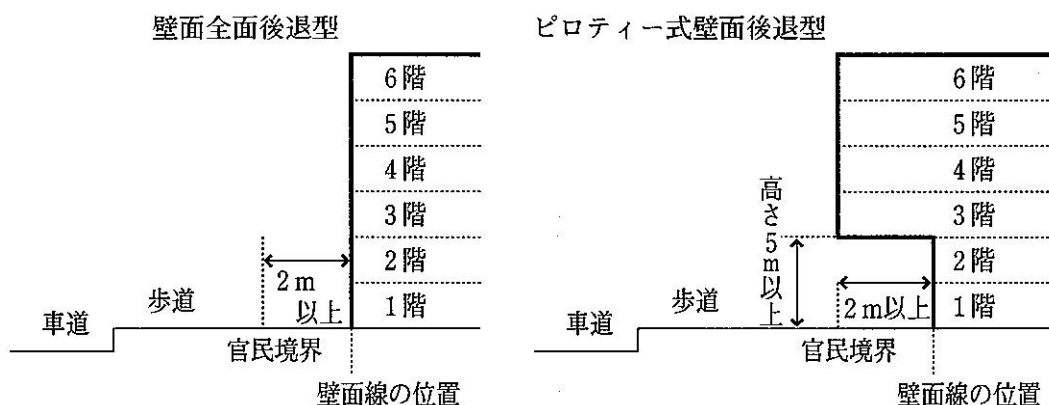 壁面全面後退型
6階
5階
4階
3階
2階
1階
2m
以上
歩道
車道
官民境界
壁面線の位置
ピロティー式壁面後退型
6階
5階
4階
3階
2階
1階
高さ5m以上
2m以上
歩道
車道
官民境界
壁面線の位置